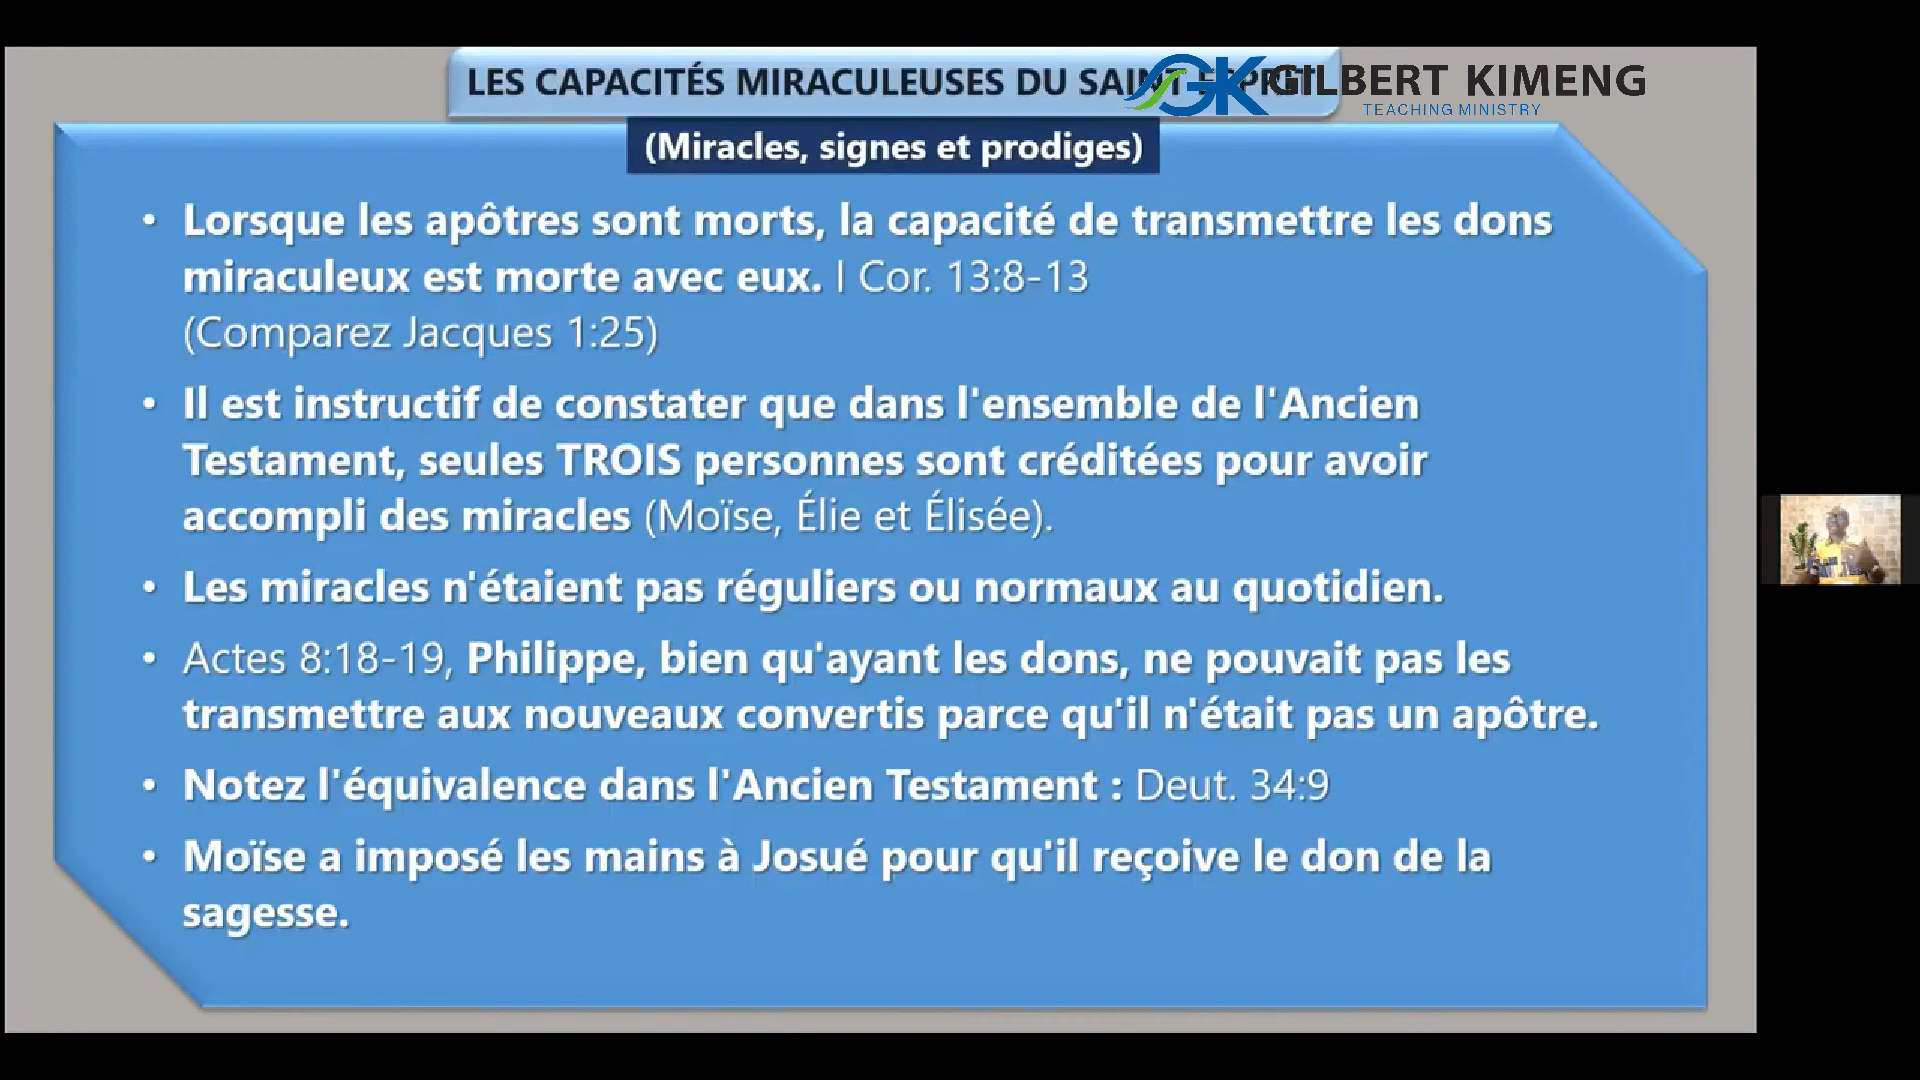 LES CAPACITÉS MIRACULEUSES DU SAINT ESPRIT
GILBERT KIMENG
TEACHING MINISTRY
(Miracles, signes et prodiges)
• Lorsque les apôtres sont morts, la capacité de transmettre les dons
miraculeux est morte avec eux. I Cor. 13:8-13
(Comparez Jacques 1:25)
• Il est instructif de constater que dans l'ensemble de l'Ancien
Testament, seules TROIS personnes sont créditées pour avoir
accompli des miracles (Moïse, Élie et Élisée).
• Les miracles n'étaient pas réguliers ou normaux au quotidien.
• Actes 8:18-19, Philippe, bien qu'ayant les dons, ne pouvait pas les
transmettre aux nouveaux convertis parce qu'il n'était pas un apôtre.
• Notez l'équivalence dans l'Ancien Testament : Deut. 34:9
• Moïse a imposé les mains à Josué pour qu'il reçoive le don de la
sagesse.